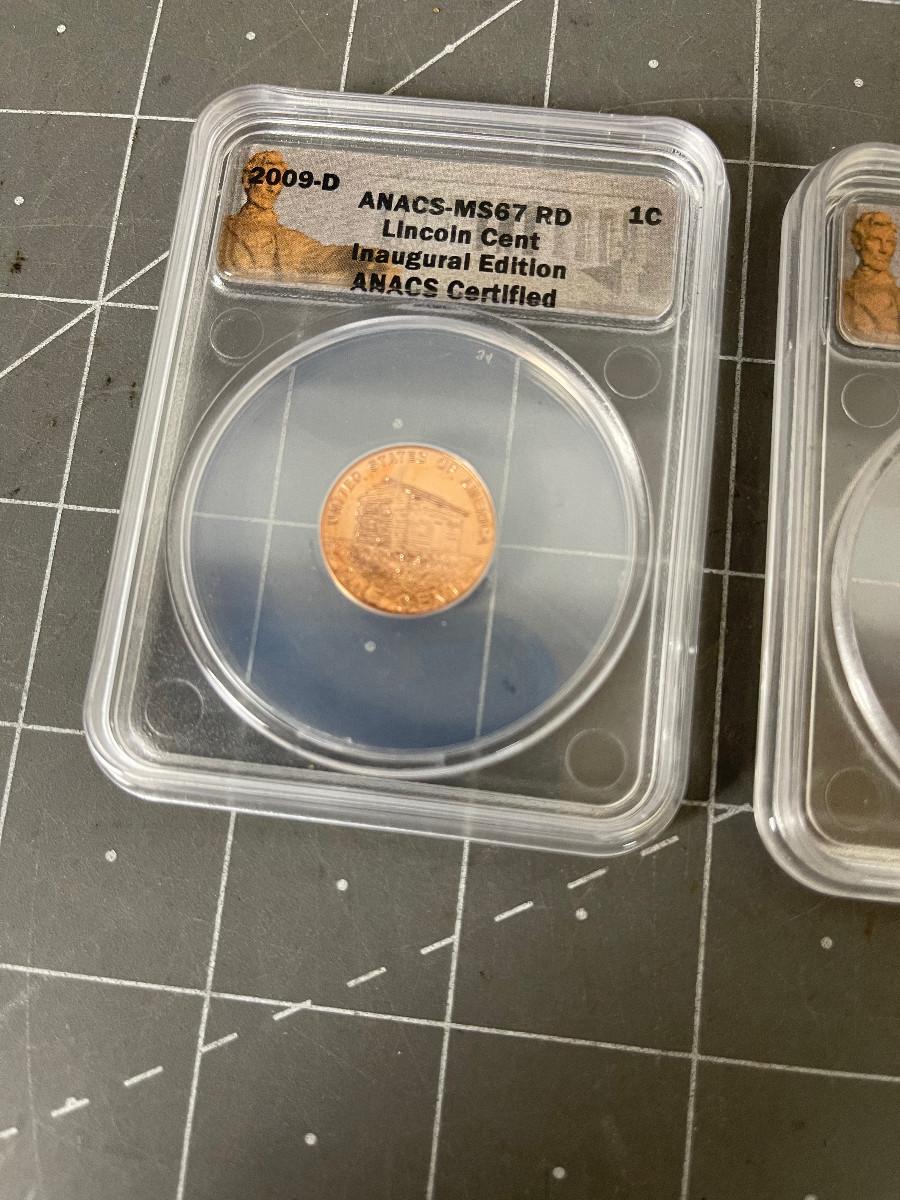 2009-D
ANACS-MS67 RD 1C
Lincoln Cent
Inaugural Edition
ANACS Certified
UNITED STATES OF AMERICA